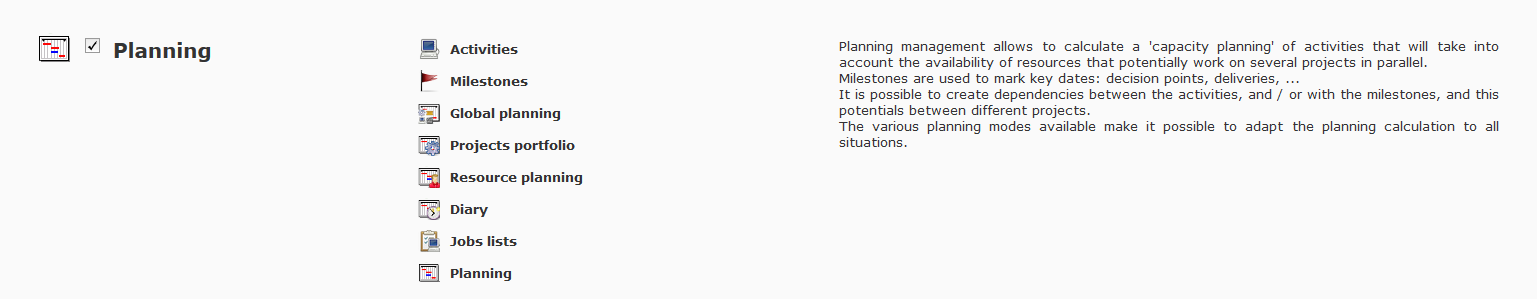 Planning
Activities
Milestones
Global planning
Projects portfolio
Resource planning
Diary
Jobs lists
Planning
Planning management allows to calculate a 'capacity planning' of activities that will take into
account the availability of resources that potentially work on several projects in parallel.
Milestones are used to mark key dates: decision points, deliveries, ...
It is possible to create dependencies between the activities, and / or with the milestones, and this
potentials between different projects.
The various planning modes available make it possible to adapt the planning calculation to all
situations.